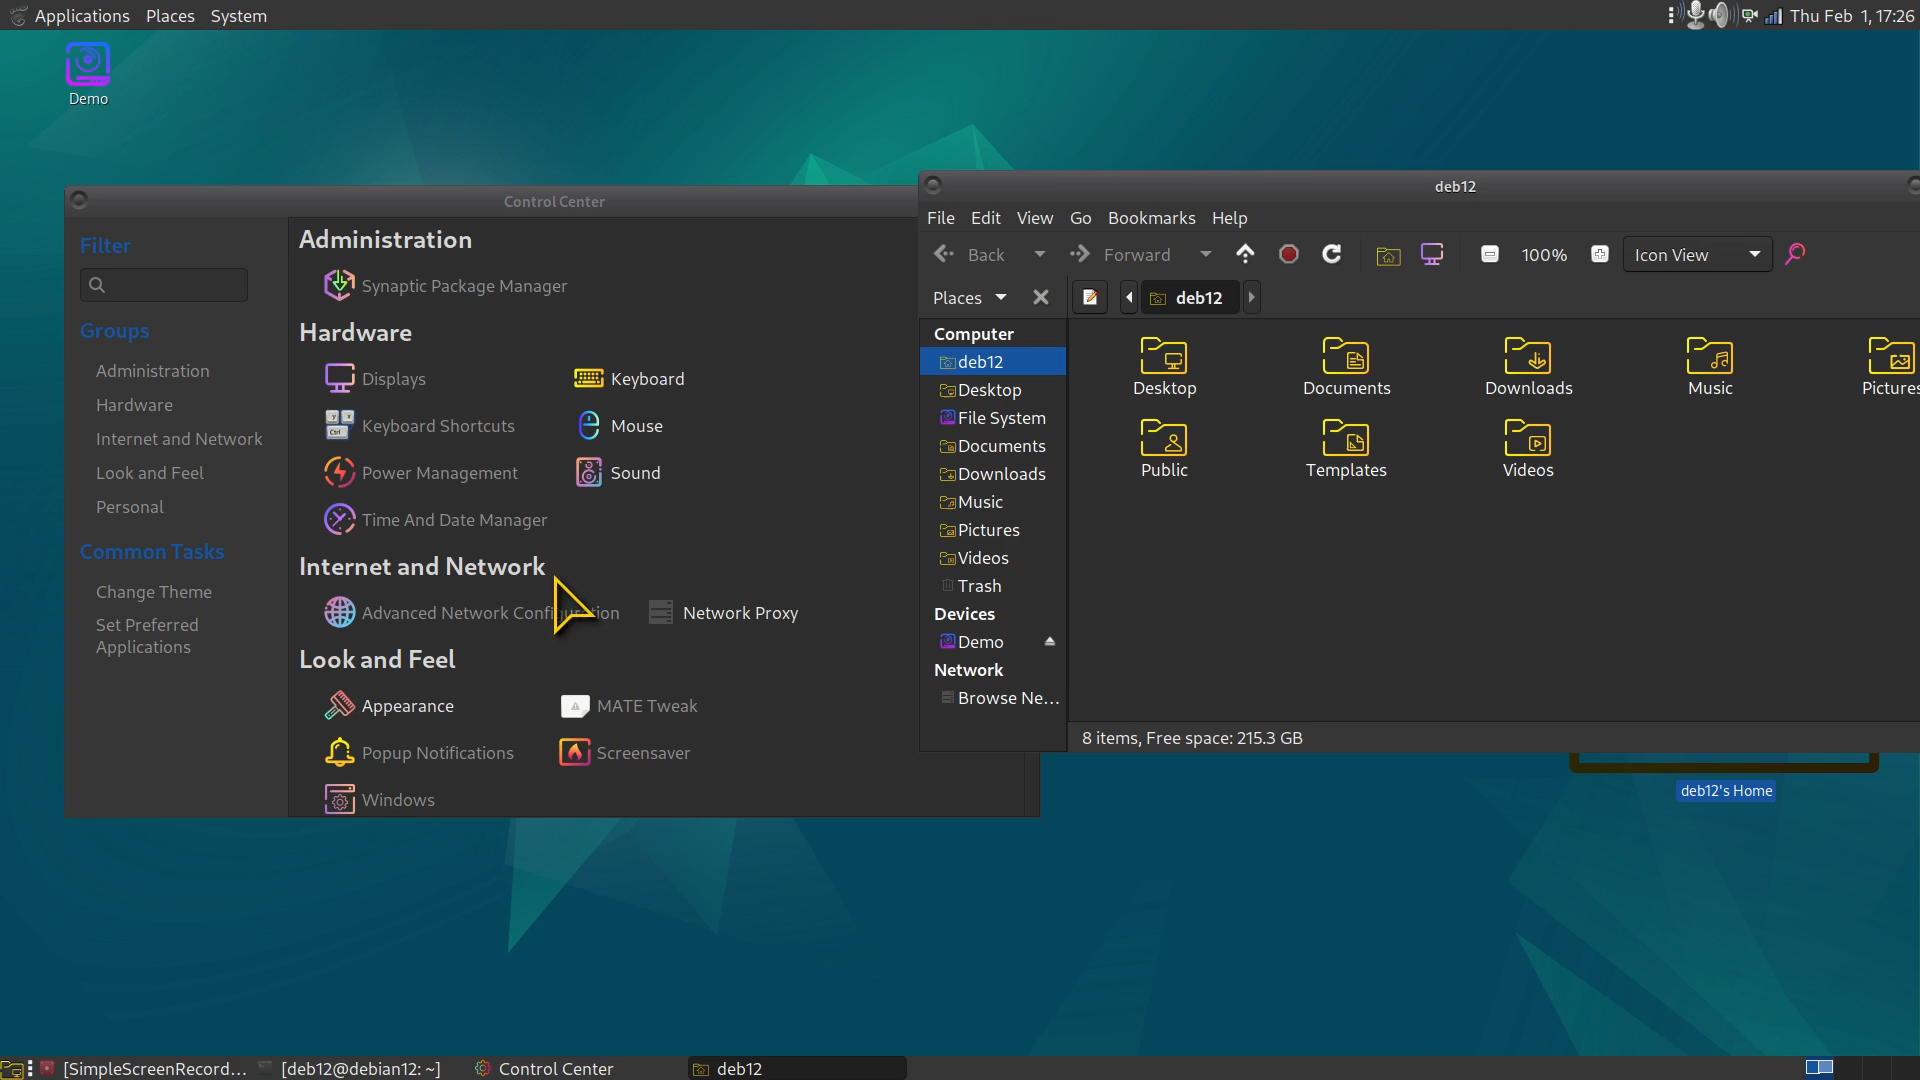 Applications Places System
Thu Feb 1, 17:26
Demo
Control Center
Filter
Groups
Administration
Hardware
Internet and Network
Look and Feel
Personal
Common Tasks
Change Theme
Set Preferred
Applications
Administration
Synaptic Package Manager
Hardware
Displays Keyboard
Keyboard Shortcuts Mouse
Power Management Sound
Time And Date Manager
Internet and Network
Advanced Network Configuration Network Proxy
Look and Feel
Appearance MATE Tweak
Popup Notifications Screensaver
Windows
deb12
File Edit View Go Bookmarks Help
Back Forward 100% Icon View
Places deb12
Computer
deb12
Desktop
File System
Documents
Downloads
Music
Pictures
Videos
Trash
Devices
Demo
Network
Browse Ne...
Desktop Documents Downloads Music Pictures
Public Templates Videos
8 items, Free space: 215.3 GB
deb12's Home
[SimpleScreenRecord... [deb12@debian12: ~] Control Center deb12